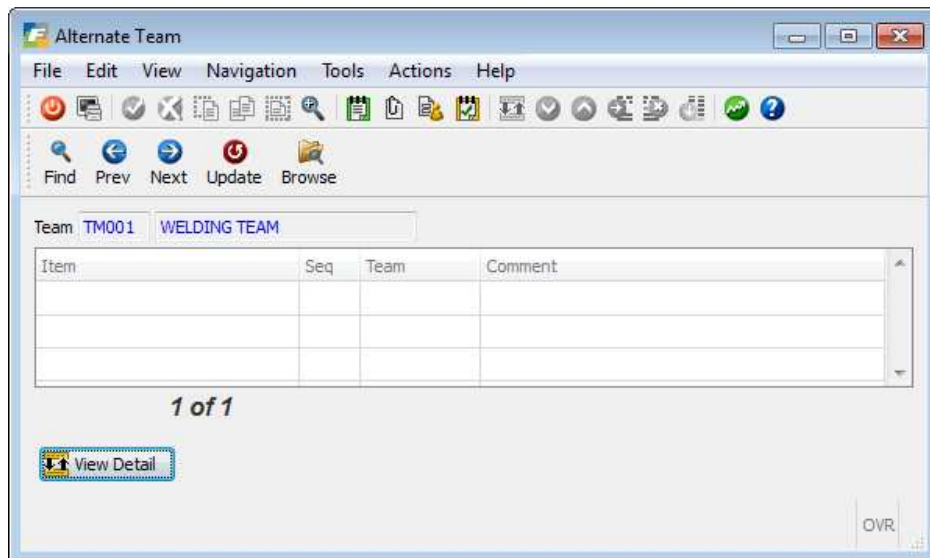 Alternate Team
File Edit View Navigation Tools Actions Help
Find Prev Next Update Browse
Team TM001 WELDING TEAM
Item Seq Team Comment
1 of 1
View Detail
OVR